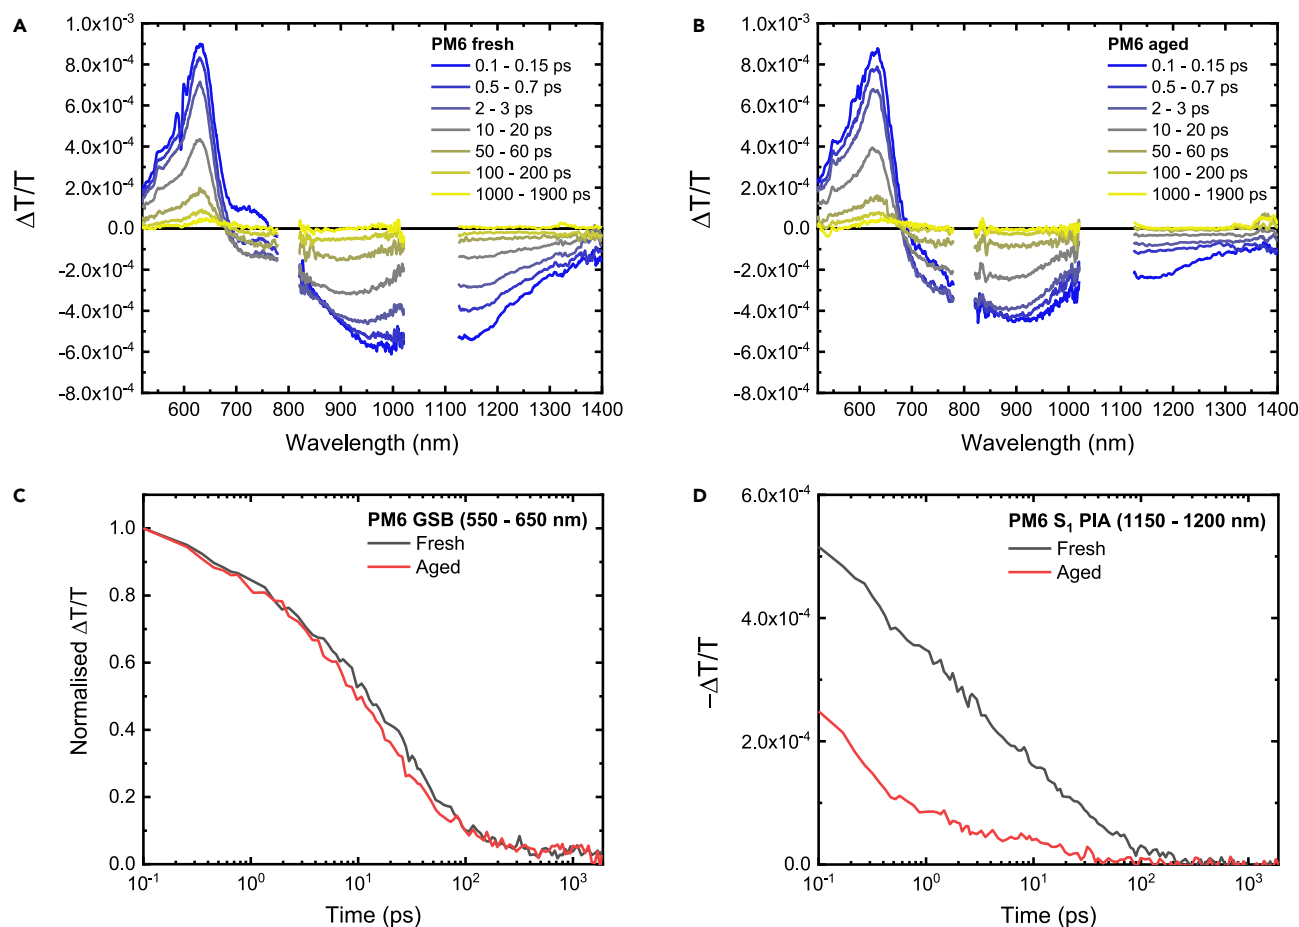 A
PM6 fresh
0.1 - 0.15 ps
0.5 - 0.7 ps
2 - 3 ps
10 - 20 ps
50 - 60 ps
100 - 200 ps
1000 - 1900 ps
1.0x10⁻³
8.0x10⁻⁴
6.0x10⁻⁴
4.0x10⁻⁴
2.0x10⁻⁴
0.0
−2.0x10⁻⁴
−4.0x10⁻⁴
−6.0x10⁻⁴
−8.0x10⁻⁴
ΔT/T
600 700 800 900 1000 1100 1200 1300 1400
Wavelength (nm)
B
PM6 aged
0.1 - 0.15 ps
0.5 - 0.7 ps
2 - 3 ps
10 - 20 ps
50 - 60 ps
100 - 200 ps
1000 - 1900 ps
1.0x10⁻³
8.0x10⁻⁴
6.0x10⁻⁴
4.0x10⁻⁴
2.0x10⁻⁴
0.0
−2.0x10⁻⁴
−4.0x10⁻⁴
−6.0x10⁻⁴
−8.0x10⁻⁴
ΔT/T
600 700 800 900 1000 1100 1200 1300 1400
Wavelength (nm)
C
PM6 GSB (550 - 650 nm)
Fresh
Aged
1.0
0.8
0.6
0.4
0.2
0.0
Normalised ΔT/T
10⁻¹ 10⁰ 10¹ 10² 10³
Time (ps)
D
PM6 S₁ PIA (1150 - 1200 nm)
Fresh
Aged
6.0x10⁻⁴
4.0x10⁻⁴
2.0x10⁻⁴
0.0
−ΔT/T
10⁻¹ 10⁰ 10¹ 10² 10³
Time (ps)